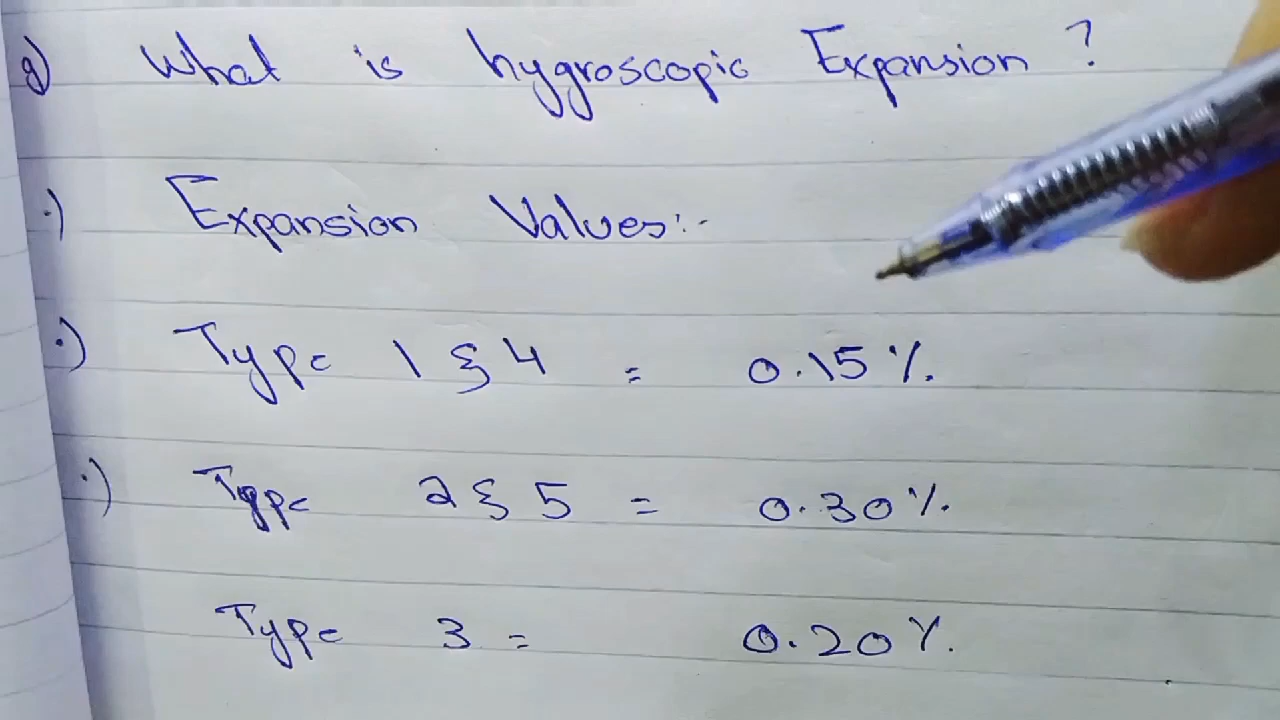 g) What is hygroscopic Expansion ?
·) Expansion Values:-
·) Type 1 & 4 = 0.15%.
·) Type 2 & 5 = 0.30%.
Type 3 = 0.20%.